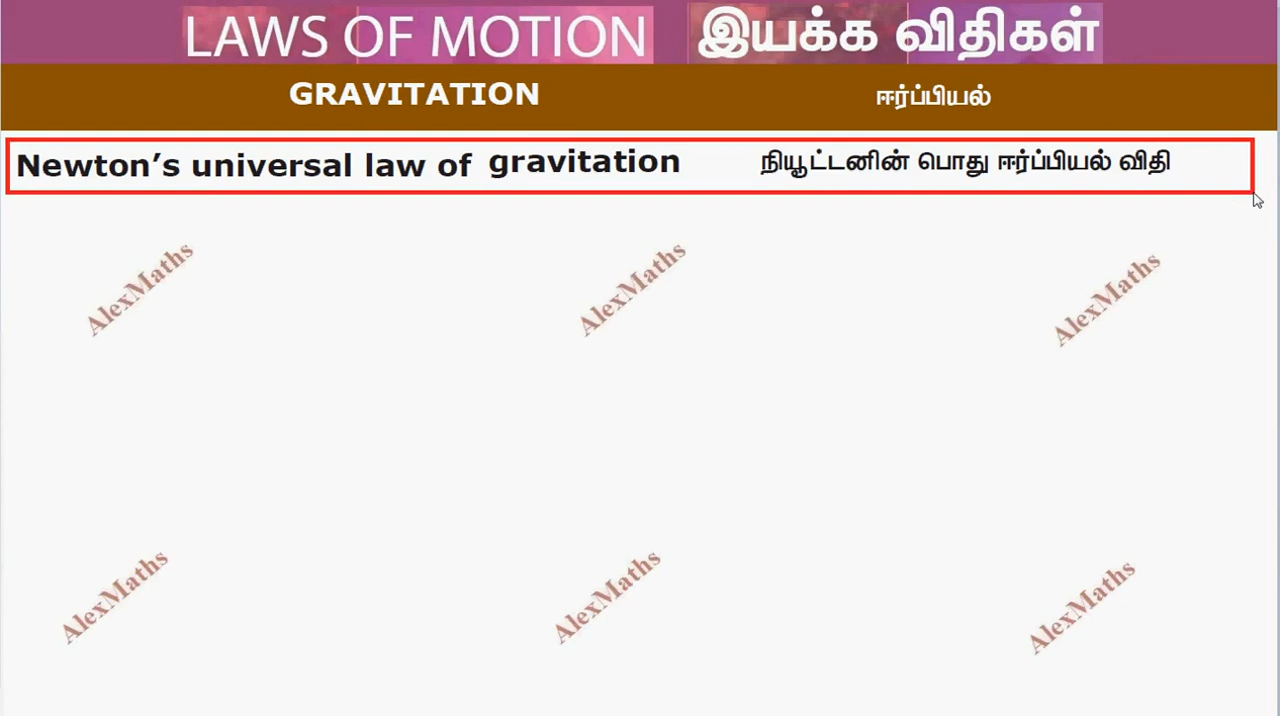 LAWS OF MOTION இயக்க விதிகள்
GRAVITATION ஈர்ப்பியல்
Newton’s universal law of gravitation நியூட்டனின் பொது ஈர்ப்பியல் விதி
AlexMaths AlexMaths AlexMaths
AlexMaths AlexMaths AlexMaths